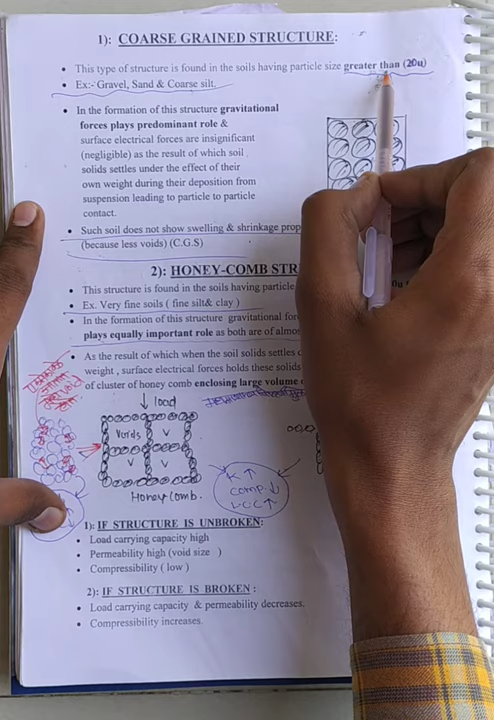 1): COARSE GRAINED STRUCTURE:
• This type of structure is found in the soils having particle size greater than (20u)
• Ex:- Gravel, Sand & Coarse silt.
• In the formation of this structure gravitational
forces plays predominant role &
surface electrical forces are insignificant
(negligible) as the result of which soil
solids settles under the effect of their
own weight during their deposition from
suspension leading to particle to particle
contact.
• Such soil does not show swelling & shrinkage prop
(because less voids) (C.G.S)
2): HONEY-COMB STR
• This structure is found in the soils having particle
• Ex. Very fine soils ( fine silt& clay )
• In the formation of this structure gravitational for
plays equally important role as both are of almos
• As the result of which when the soil solids settles
weight , surface electrical forces holds these solids
of cluster of honey comb enclosing large volume
load
Voids V
V V
Honey Comb.
K↑
comp.↓
LCC↑
1): IF STRUCTURE IS UNBROKEN:
• Load carrying capacity high
• Permeability high (void size )
• Compressibility ( low )
2): IF STRUCTURE IS BROKEN :
• Load carrying capacity & permeability decreases.
• Compressibility increases.